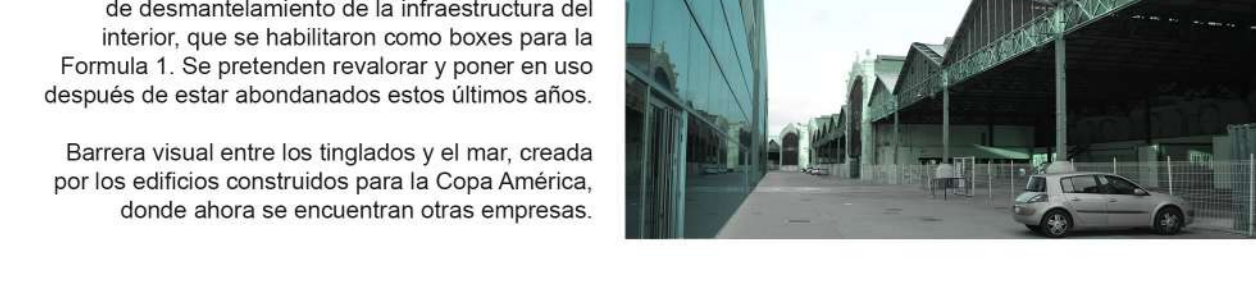 de desmantelamiento de la infraestructura del
interior, que se habilitaron como boxes para la
Formula 1. Se pretenden revalorar y poner en uso
después de estar abondanados estos últimos años.
Barrera visual entre los tinglados y el mar, creada
por los edificios construidos para la Copa América,
donde ahora se encuentran otras empresas.